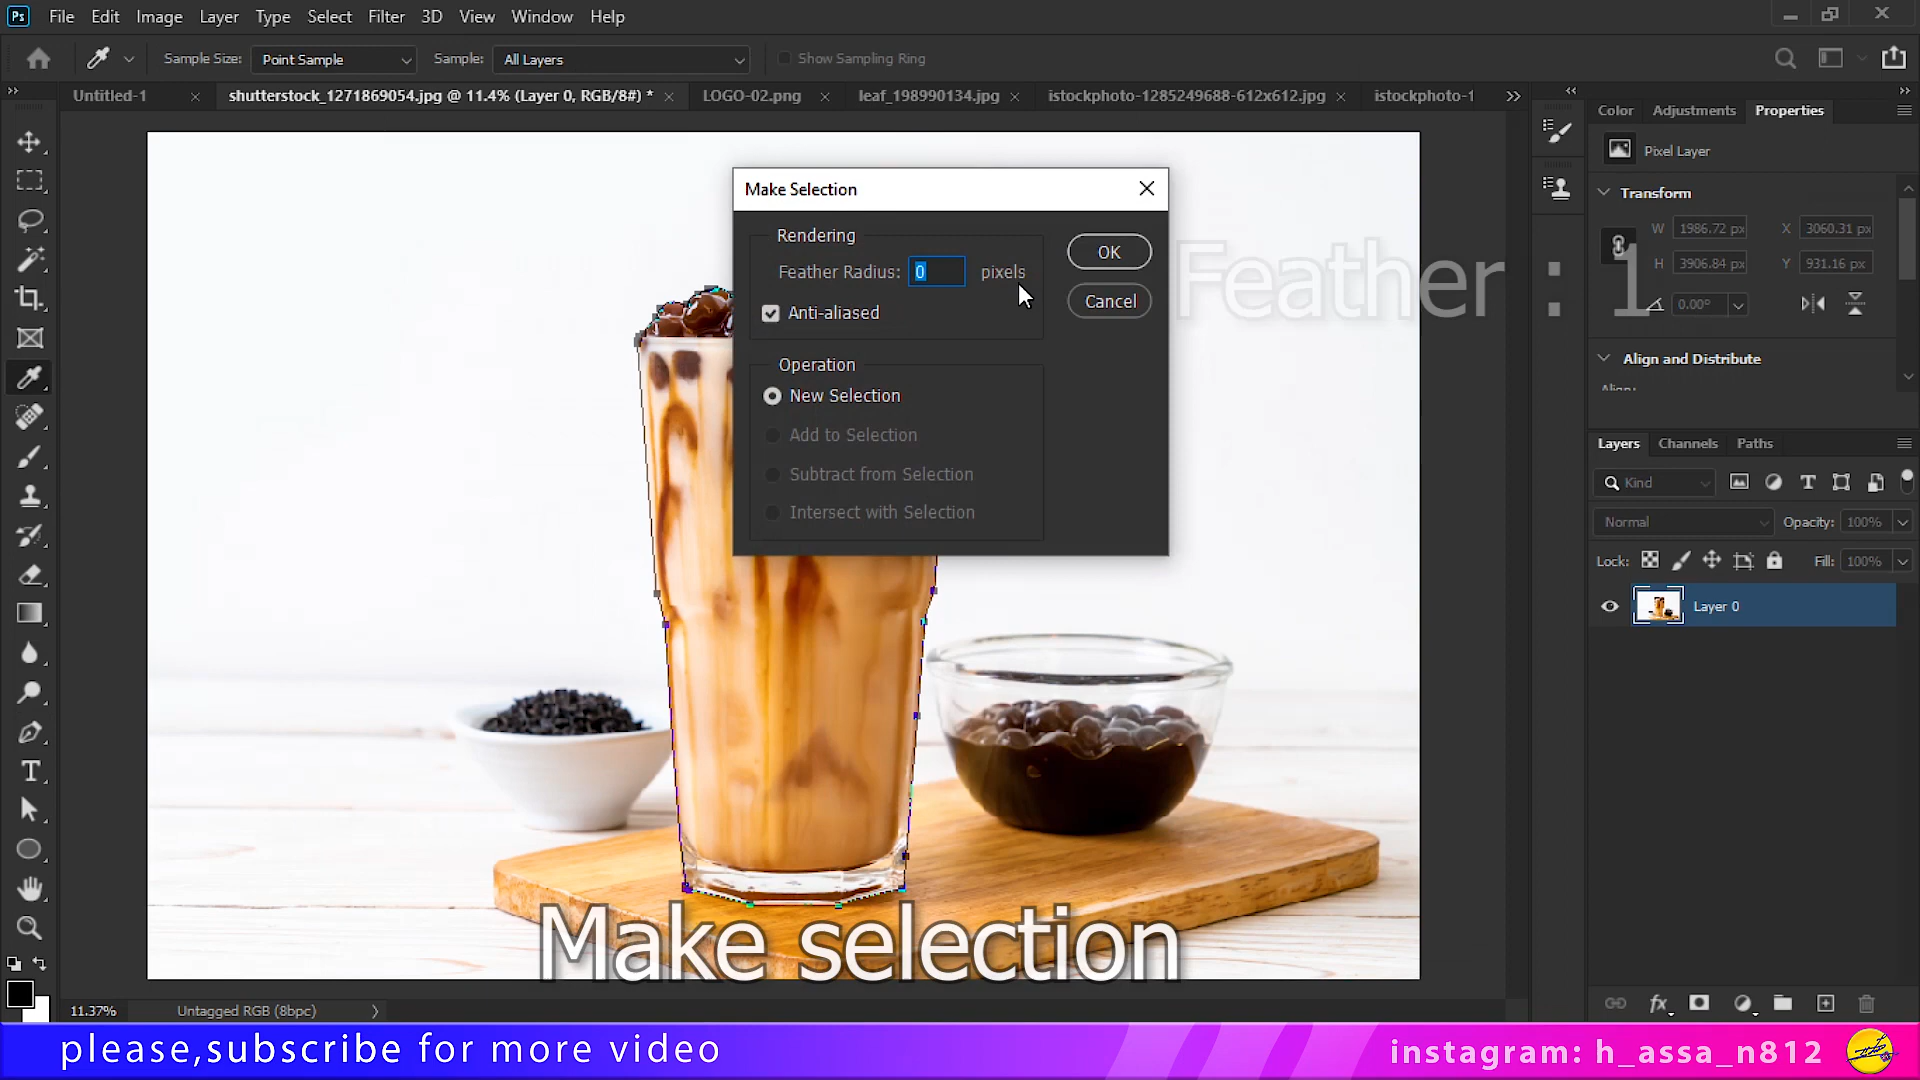 Ps File Edit Image Layer Type Select Filter 3D View Window Help
Sample Size: Point Sample Sample: All Layers Show Sampling Ring
Untitled-1 shutterstock_1271869054.jpg @ 11.4% (Layer 0, RGB/8#) * LOGO-02.png leaf_198990134.jpg istockphoto-1285249688-612x612.jpg istockphoto-1
Color Adjustments Properties
Pixel Layer
Transform
W 1986.72 px X 3060.31 px
H 3906.84 px Y 931.16 px
0.00°
Align and Distribute
Align:
Make Selection
Rendering
Feather Radius: 0 pixels
Anti-aliased
OK
Cancel
Operation
New Selection
Add to Selection
Subtract from Selection
Intersect with Selection
Feather : 1
Layers Channels Paths
Kind
Normal Opacity: 100%
Lock: Fill: 100%
Layer 0
Make selection
11.37% Untagged RGB (8bpc)
please,subscribe for more video
instagram: h_assa_n812